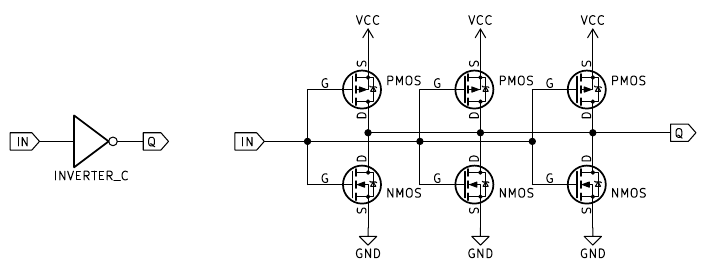 VCC VCC VCC
S S S
G PMOS G PMOS G PMOS
D D D
IN Q IN Q
D D D
INVERTER_C G NMOS G NMOS G NMOS
S S S
GND GND GND